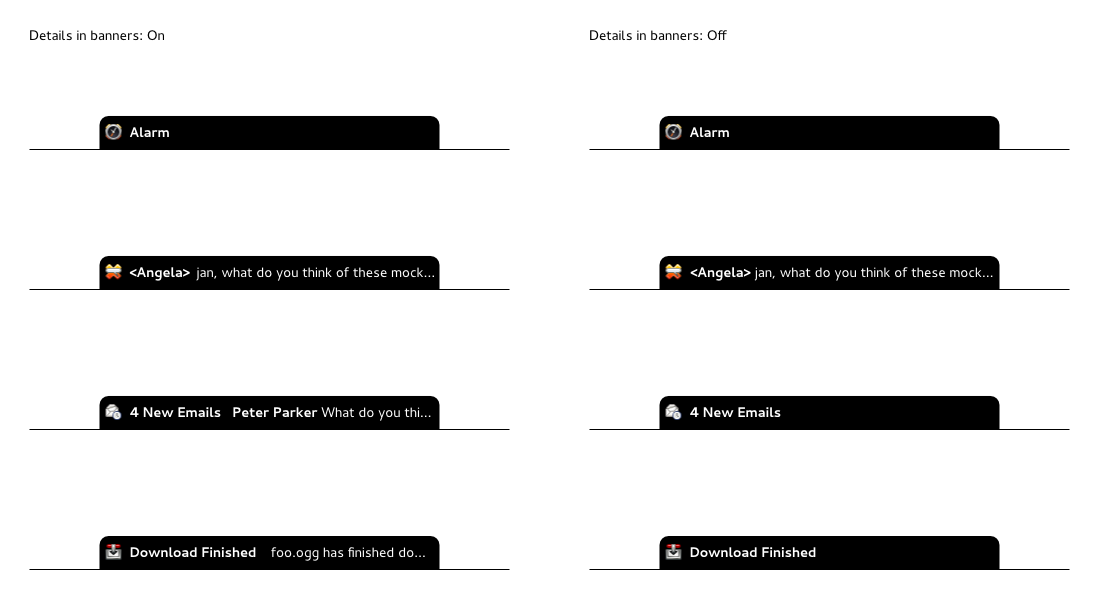 Details in banners: On
Details in banners: Off
Alarm
Alarm
<Angela> jan, what do you think of these mock...
<Angela> jan, what do you think of these mock...
4 New Emails Peter Parker What do you thi...
4 New Emails
Download Finished foo.ogg has finished do...
Download Finished